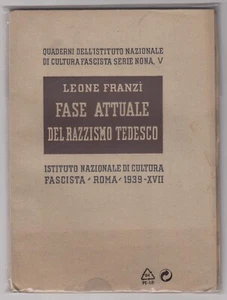 QUADERNI DELL'ISTITUTO NAZIONALE
DI CULTURA FASCISTA SERIE NONA, V
LEONE FRANZÌ
FASE ATTUALE
DEL RAZZISMO TEDESCO
ISTITUTO NAZIONALE DI CULTURA
FASCISTA - ROMA - 1939-XVII